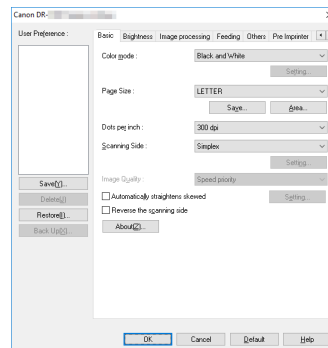 Canon DR-
User Preference :
Save(Y)...
Delete(J)
Restore(I)...
Back Up(X)...
Basic Brightness Image processing Feeding Others Pre Imprinter
Color mode : Black and White
Setting...
Page Size : LETTER
Save... Area...
Dots per inch : 300 dpi
Scanning Side : Simplex
Setting...
Image Quality : Speed priority
Automatically straightens skewed Setting...
Reverse the scanning side
About(Z)...
OK Cancel Default Help